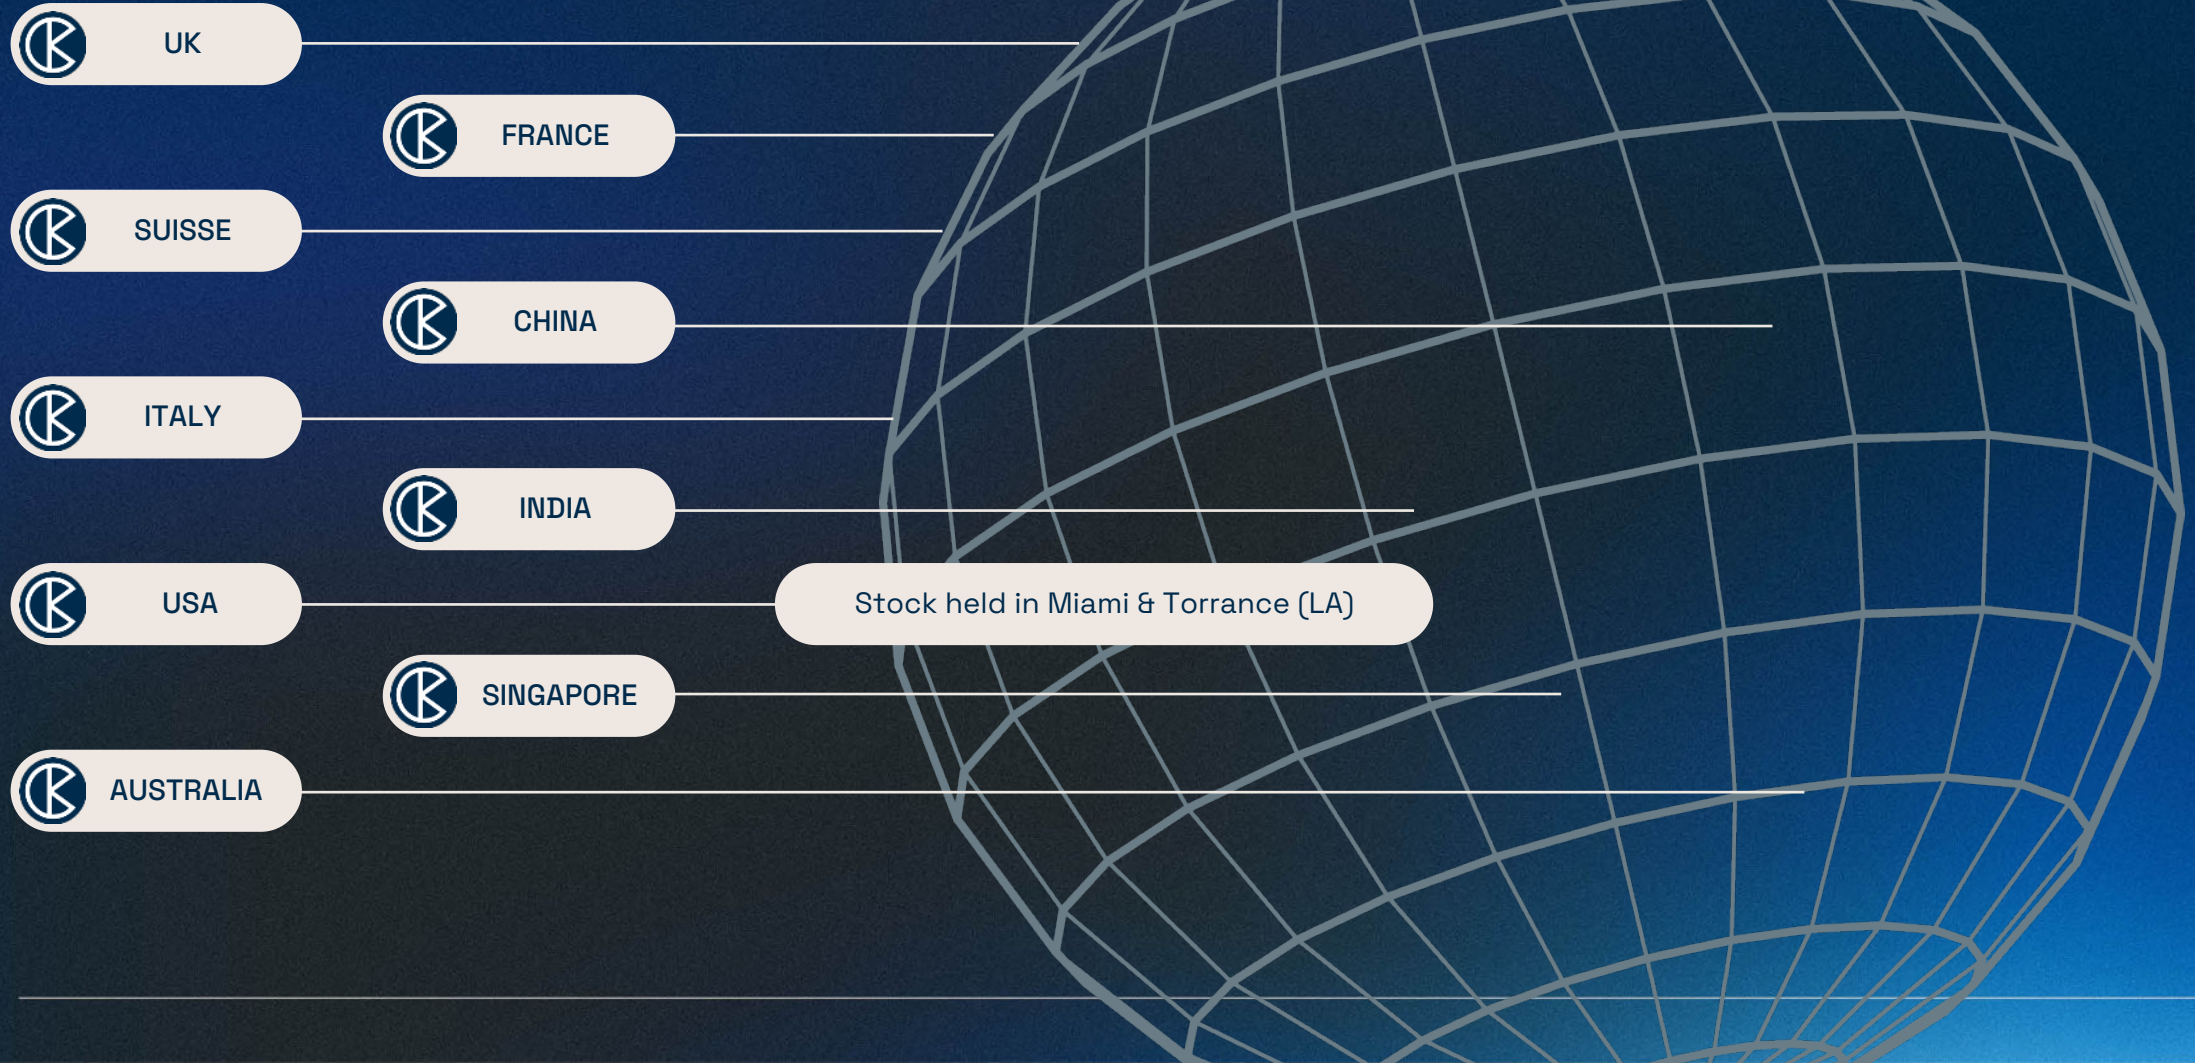 UK
FRANCE
SUISSE
CHINA
ITALY
INDIA
USA
Stock held in Miami & Torrance (LA)
SINGAPORE
AUSTRALIA